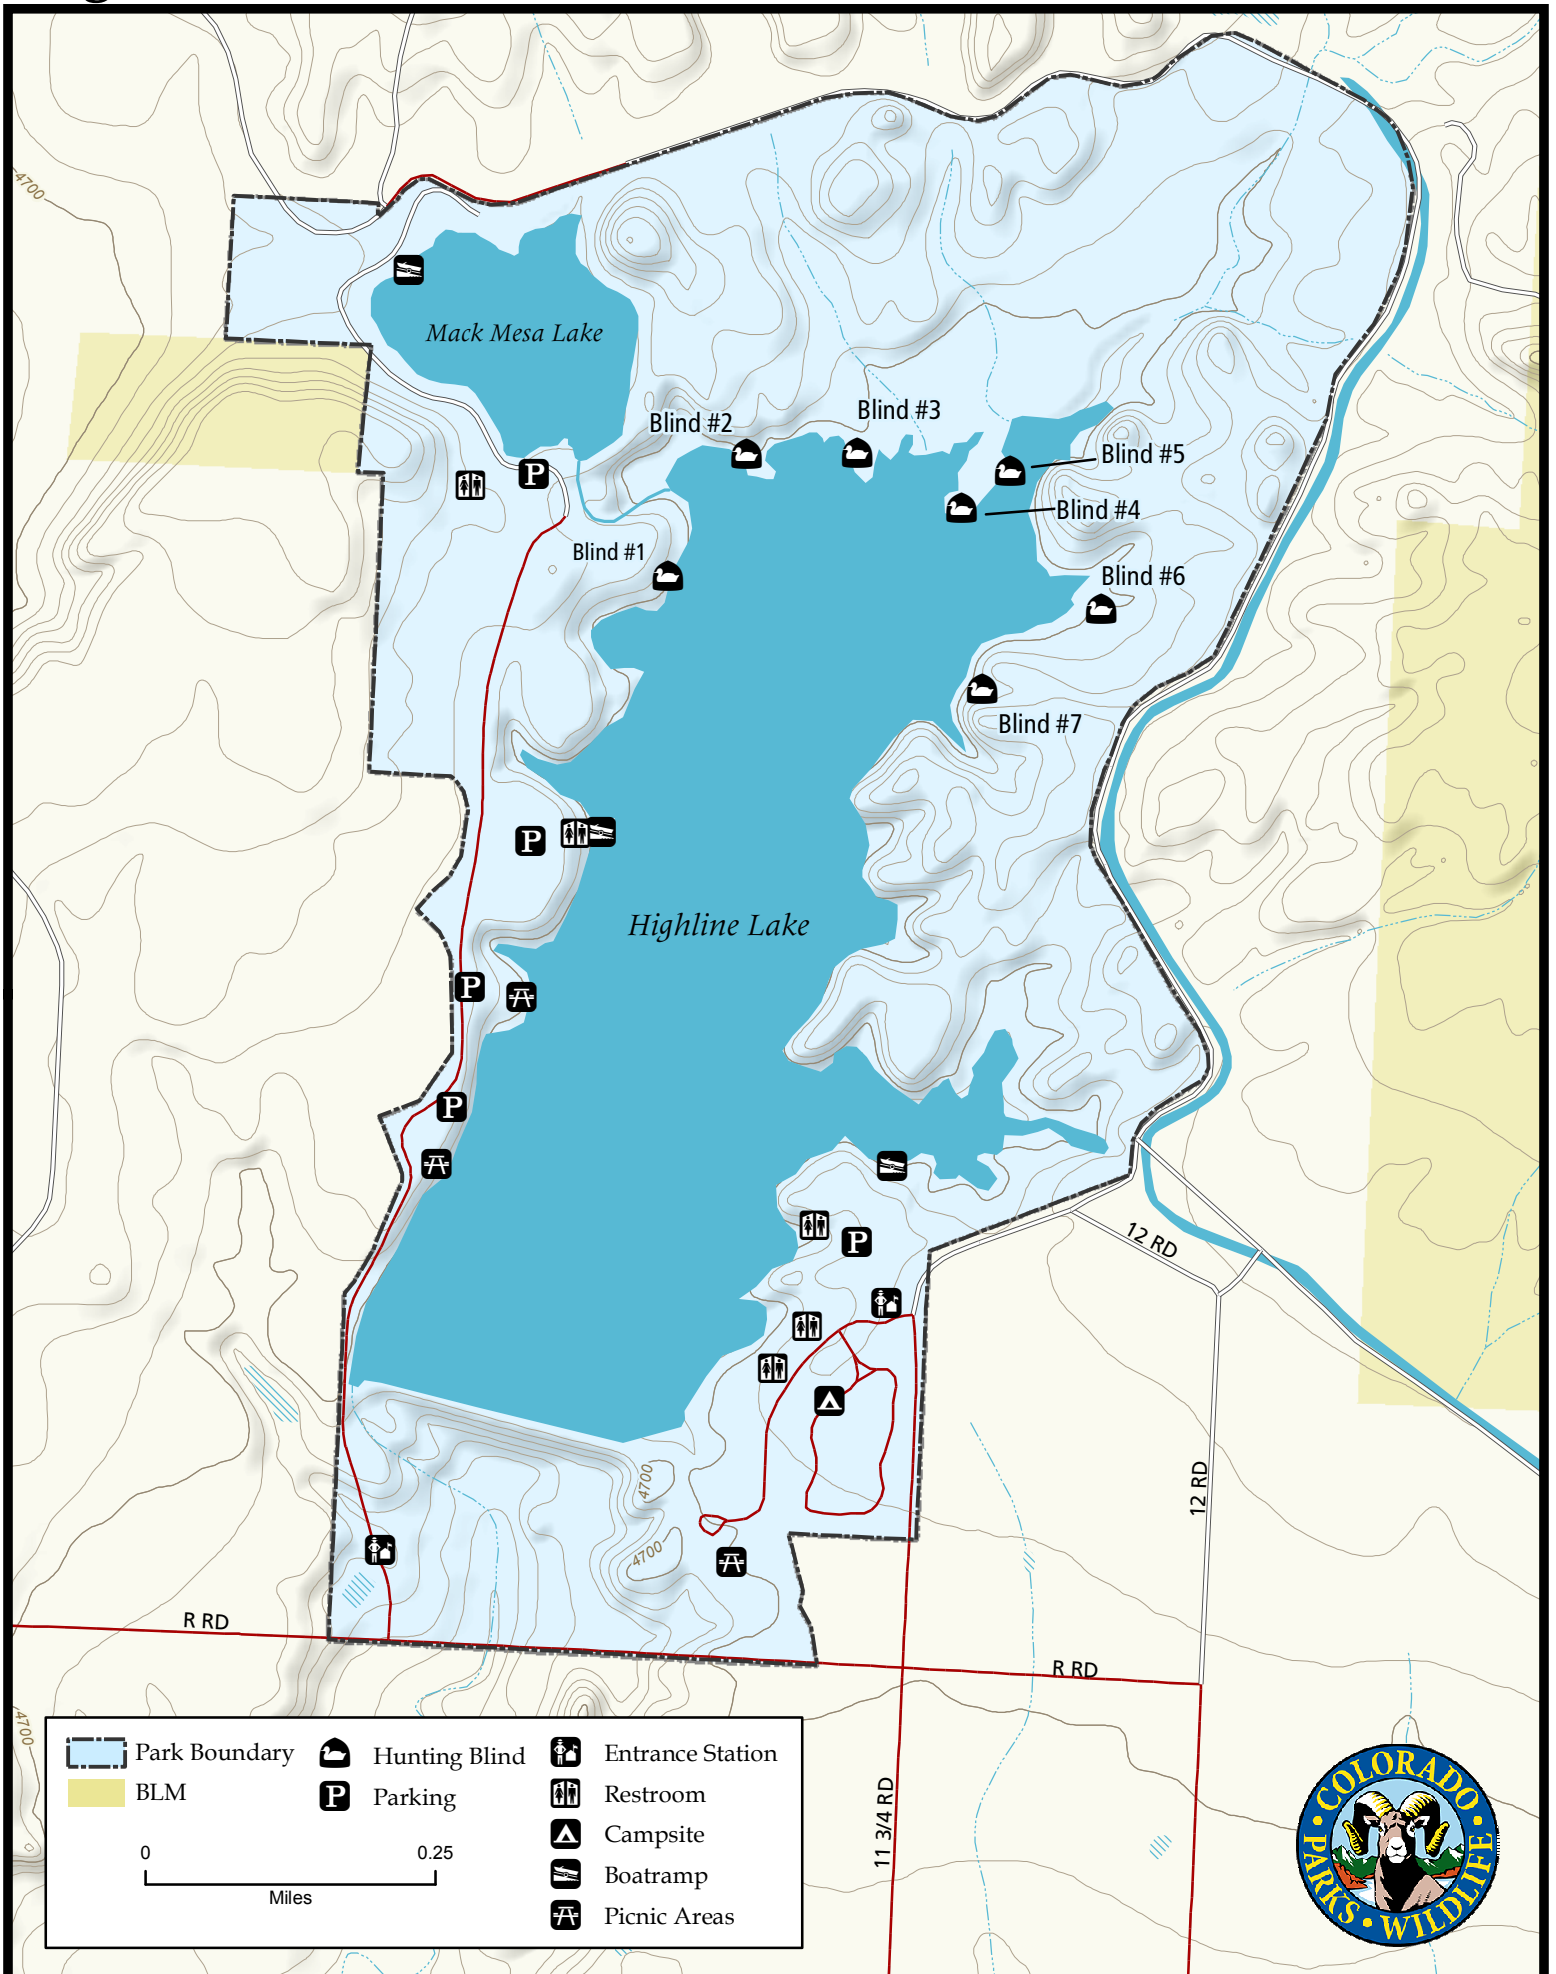 4700
Mack Mesa Lake
Blind #2
Blind #3
Blind #5
Blind #4
Blind #1
Blind #6
Blind #7
Highline Lake
12 RD
12 RD
4700
4700
R RD
R RD
4700
11 3/4 RD
Park Boundary
BLM
Hunting Blind
P Parking
Entrance Station
Restroom
Campsite
Boatramp
Picnic Areas
0 0.25
Miles
P
P
P
P
P
COLORADO
PARKS • WILDLIFE